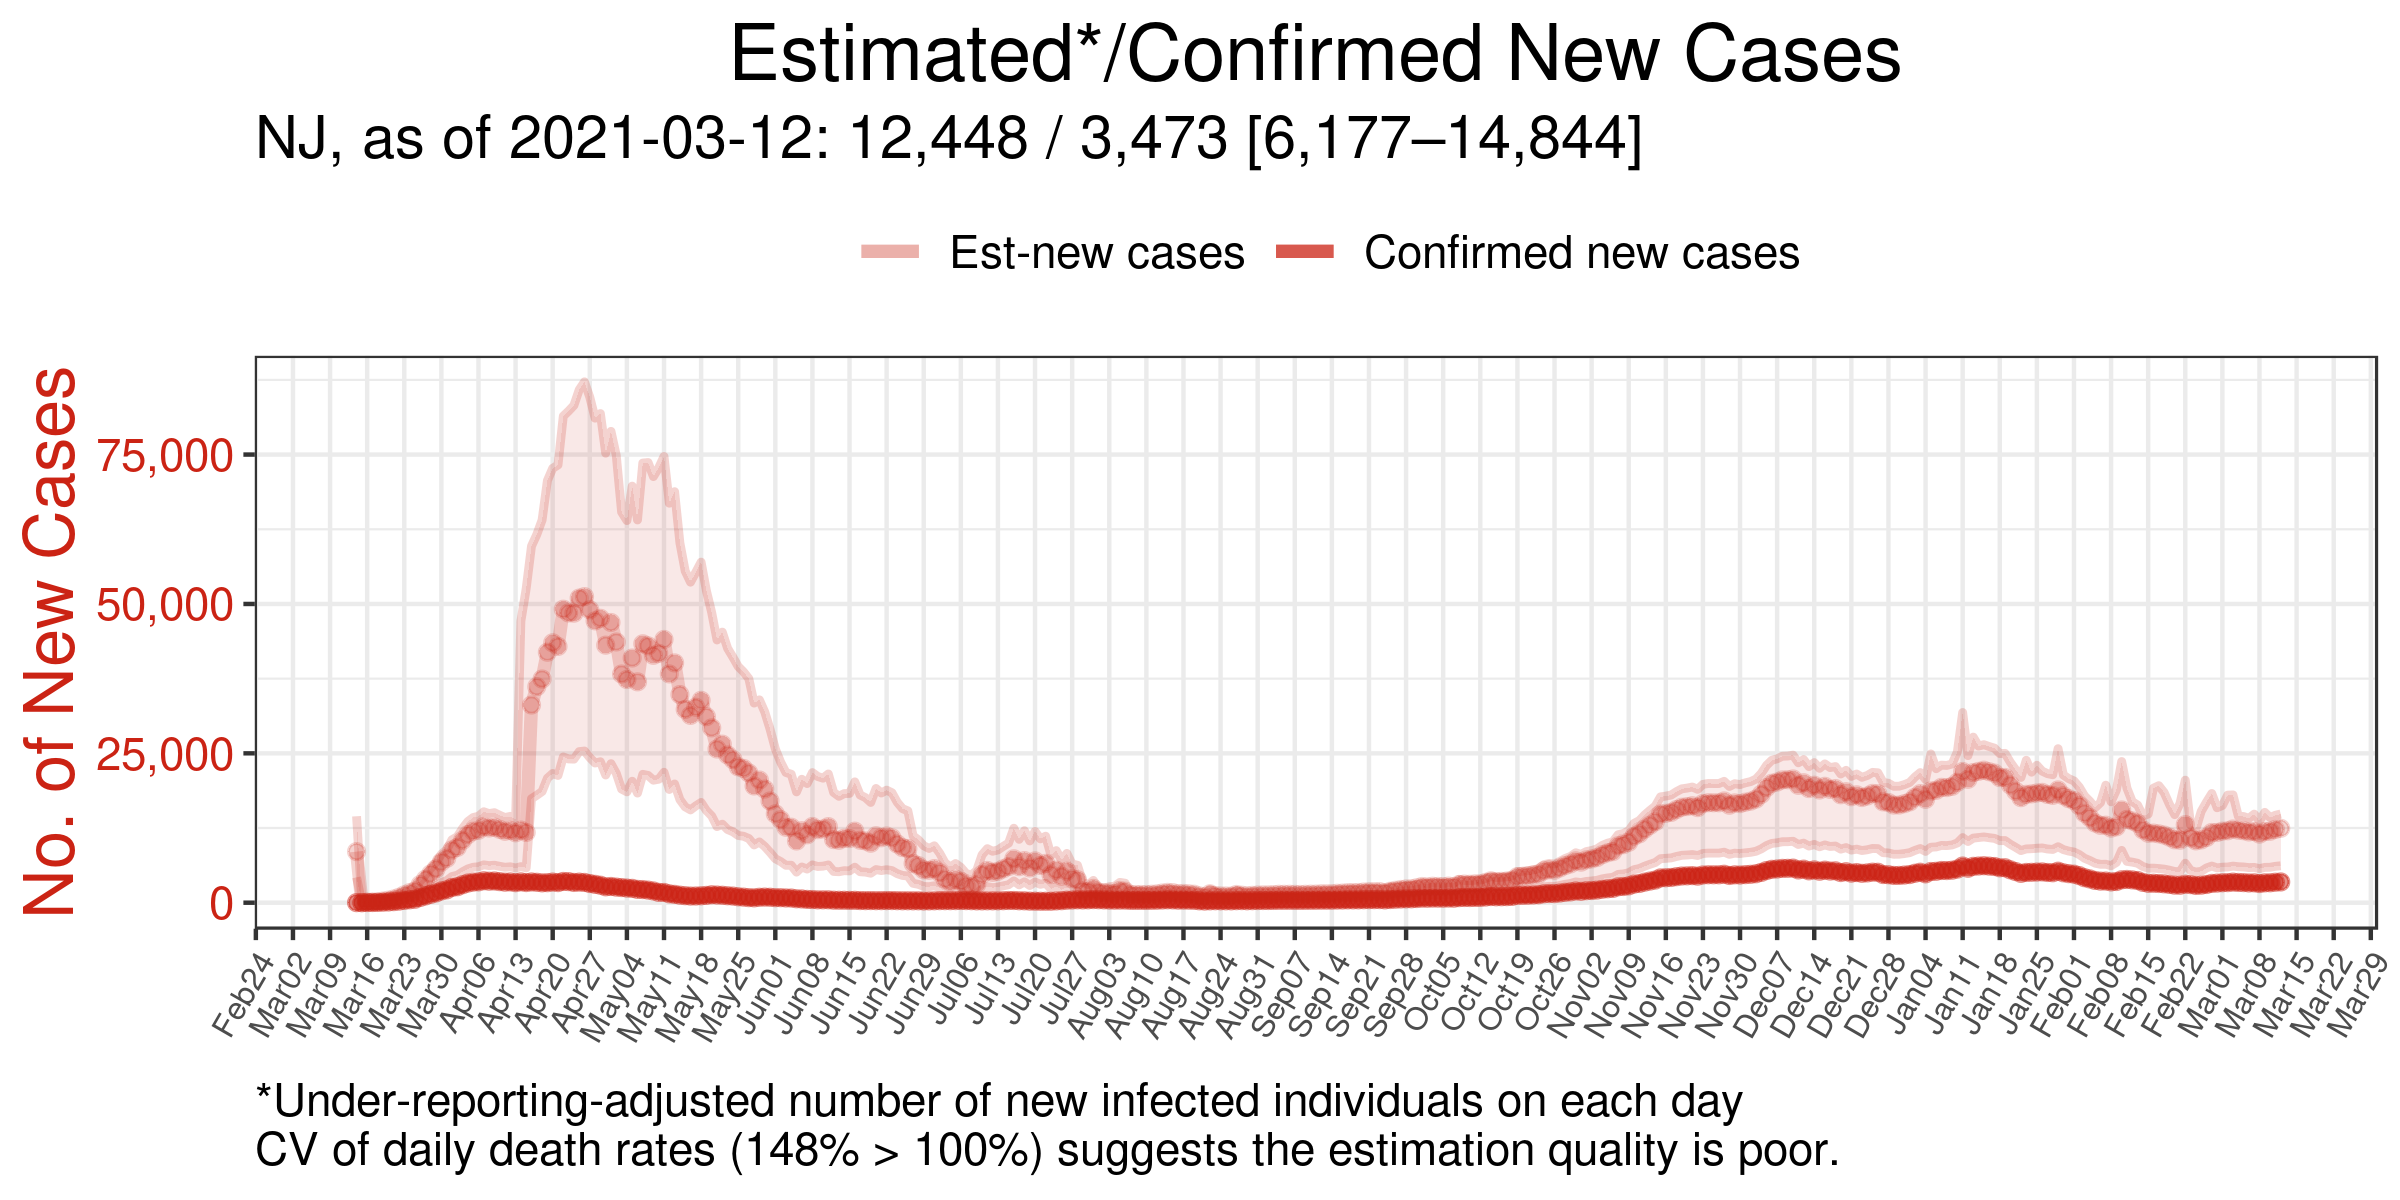 Estimated*/Confirmed New Cases
NJ, as of 2021-03-12: 12,448 / 3,473 [6,177–14,844]
Est-new cases
Confirmed new cases
No. of New Cases
75,000
50,000
25,000
0
Feb24
Mar02
Mar09
Mar16
Mar23
Mar30
Apr06
Apr13
Apr20
Apr27
May04
May11
May18
May25
Jun01
Jun08
Jun15
Jun22
Jun29
Jul06
Jul13
Jul20
Jul27
Aug03
Aug10
Aug17
Aug24
Aug31
Sep07
Sep14
Sep21
Sep28
Oct05
Oct12
Oct19
Oct26
Nov02
Nov09
Nov16
Nov23
Nov30
Dec07
Dec14
Dec21
Dec28
Jan04
Jan11
Jan18
Jan25
Feb01
Feb08
Feb15
Feb22
Mar01
Mar08
Mar15
Mar22
Mar29
*Under-reporting-adjusted number of new infected individuals on each day
CV of daily death rates (148% > 100%) suggests the estimation quality is poor.